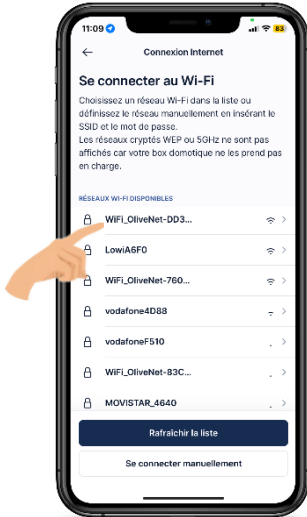 11:09
83
Connexion Internet
Se connecter au Wi-Fi
Choisissez un réseau Wi-Fi dans la liste ou
définissez le réseau manuellement en insérant le
SSID et le mot de passe.
Les réseaux cryptés WEP ou 5GHz ne sont pas
affichés car votre box domotique ne les prend pas
en charge.
RÉSEAUX WI-FI DISPONIBLES
WiFi_OliveNet-DD3...
LowiA6F0
WiFi_OliveNet-760...
vodafone4D88
vodafoneF510
WiFi_OliveNet-83C...
MOVISTAR_4640
Rafraîchir la liste
Se connecter manuellement